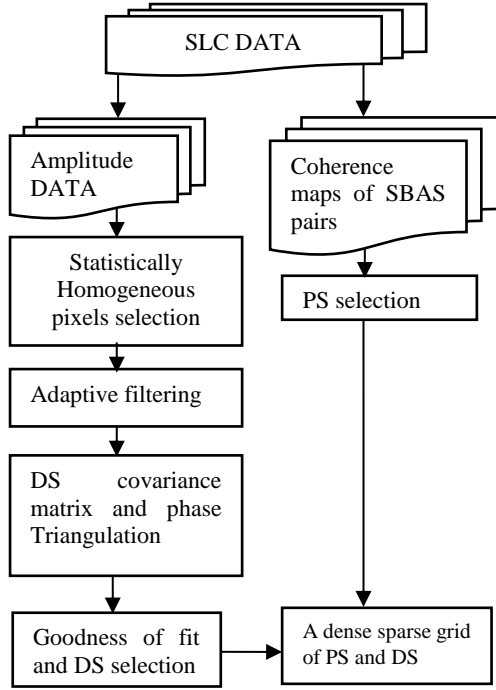 SLC DATA
Amplitude
DATA
Coherence
maps of SBAS
pairs
Statistically
Homogeneous
pixels selection
PS selection
Adaptive filtering
DS covariance
matrix and phase
Triangulation
Goodness of fit
and DS selection
A dense sparse grid
of PS and DS